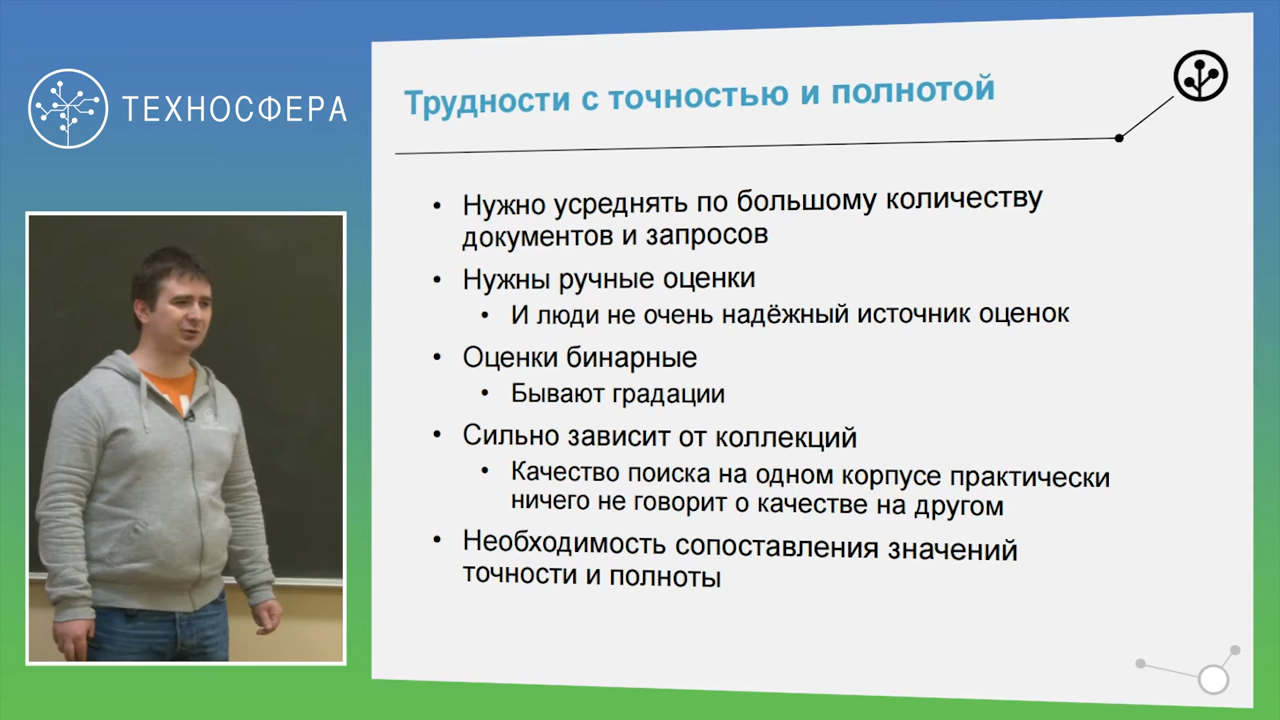 ТЕХНОСФЕРА
Трудности с точностью и полнотой
• Нужно усреднять по большому количеству
документов и запросов
• Нужны ручные оценки
• И люди не очень надёжный источник оценок
• Оценки бинарные
• Бывают градации
• Сильно зависит от коллекций
• Качество поиска на одном корпусе практически
ничего не говорит о качестве на другом
• Необходимость сопоставления значений
точности и полноты